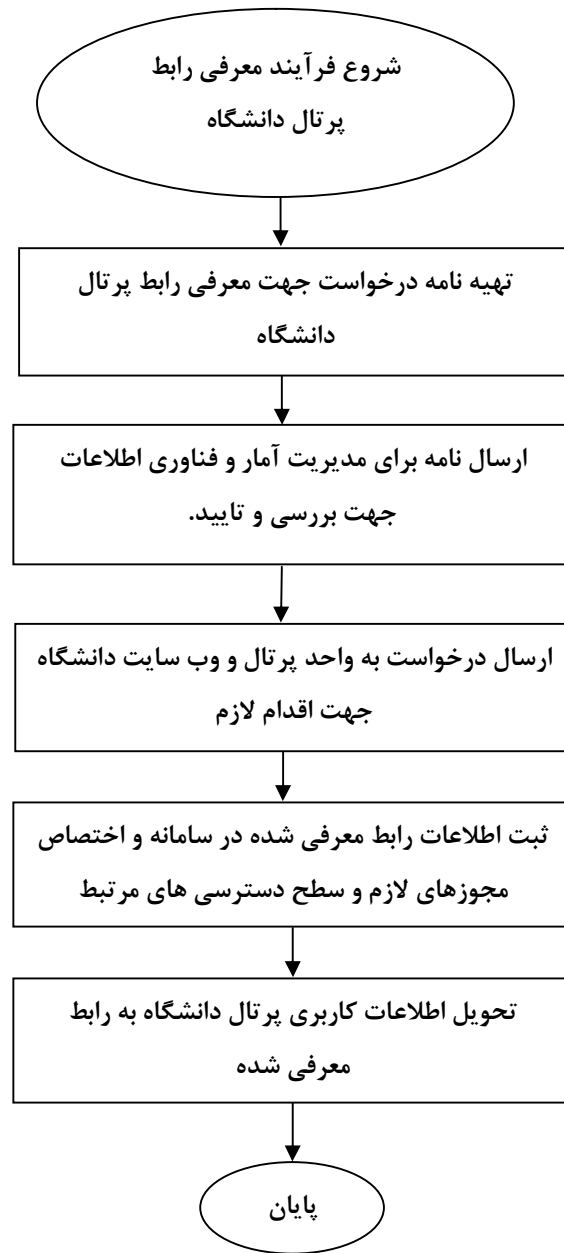 شروع فرآیند معرفی رابط
پرتال دانشگاه
تهیه نامه درخواست جهت معرفی رابط پرتال
دانشگاه
ارسال نامه برای مدیریت آمار و فناوری اطلاعات
جهت بررسی و تایید.
ارسال درخواست به واحد پرتال و وب سایت دانشگاه
جهت اقدام لازم
ثبت اطلاعات رابط معرفی شده در سامانه و اختصاص
مجوزهای لازم و سطح دسترسی های مرتبط
تحویل اطلاعات کاربری پرتال دانشگاه به رابط
معرفی شده
پایان